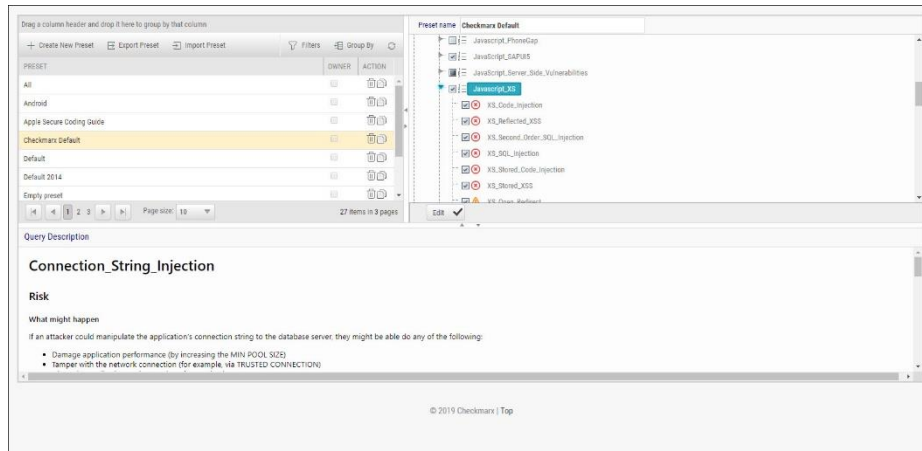 Drag a column header and drop it here to group by that column
+ Create New Preset Export Preset Import Preset Filters Group By
PRESET OWNER ACTION
All
Android
Apple Secure Coding Guide
Checkmarx Default
Default
Default 2014
Empty preset
1 2 3 Page size: 10 27 items in 3 pages
Preset name Checkmarx Default
Javascript_PhoneGap
JavaScript_SAPUI5
JavaScript_Server_Side_Vulnerabilities
Javascript_XS
XS_Code_Injection
XS_Reflected_XSS
XS_Second_Order_SQL_Injection
XS_SQL_Injection
XS_Stored_Code_Injection
XS_Stored_XSS
XS_Open_Redirect
Edit
Query Description
Connection_String_Injection
Risk
What might happen
If an attacker could manipulate the application's connection string to the database server, they might be able do any of the following:
• Damage application performance (by increasing the MIN POOL SIZE)
• Tamper with the network connection (for example, via TRUSTED CONNECTION)
© 2019 Checkmarx | Top